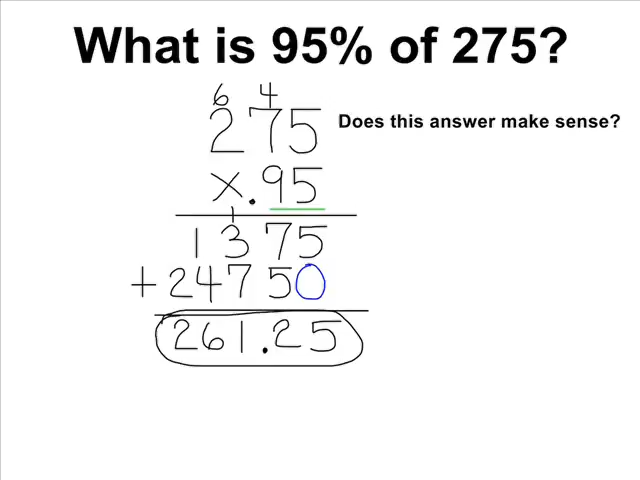 What is 95% of 275?
6 4
275
Does this answer make sense?
x.95
1
1375
+24750
261.25